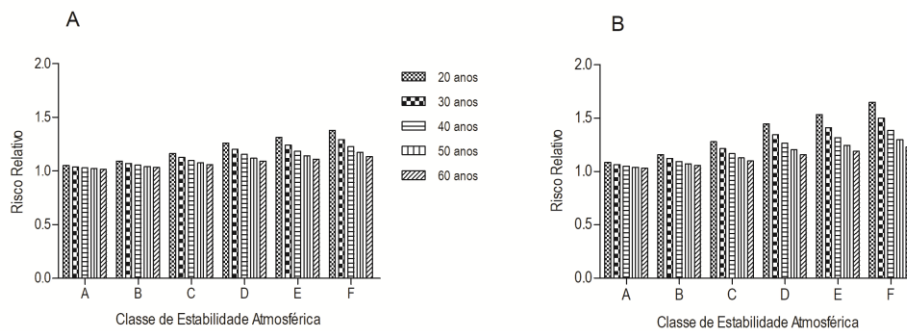 A
2.0
1.5
1.0
0.5
0.0
Risco Relativo
A B C D E F
Classe de Estabilidade Atmosférica
20 anos
30 anos
40 anos
50 anos
60 anos
B
2.0
1.5
1.0
0.5
0.0
Risco Relativo
A B C D E F
Classe de Estabilidade Atmosférica